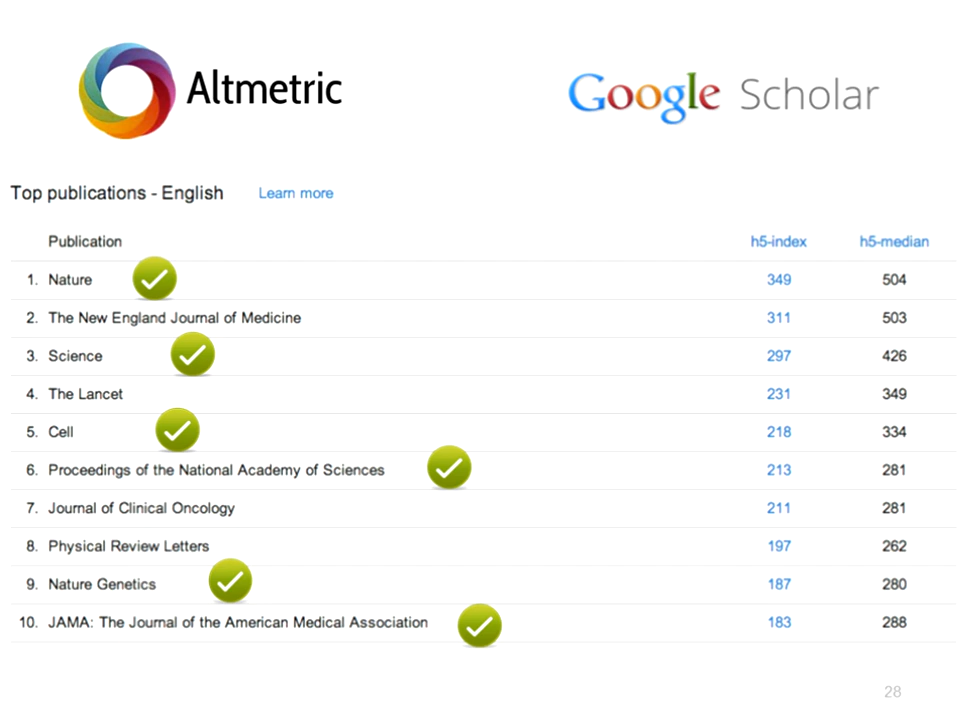 Altmetric
Google Scholar
Top publications - English Learn more
Publication h5-index h5-median
1. Nature 349 504
2. The New England Journal of Medicine 311 503
3. Science 297 426
4. The Lancet 231 349
5. Cell 218 334
6. Proceedings of the National Academy of Sciences 213 281
7. Journal of Clinical Oncology 211 281
8. Physical Review Letters 197 262
9. Nature Genetics 187 280
10. JAMA: The Journal of the American Medical Association 183 288
28